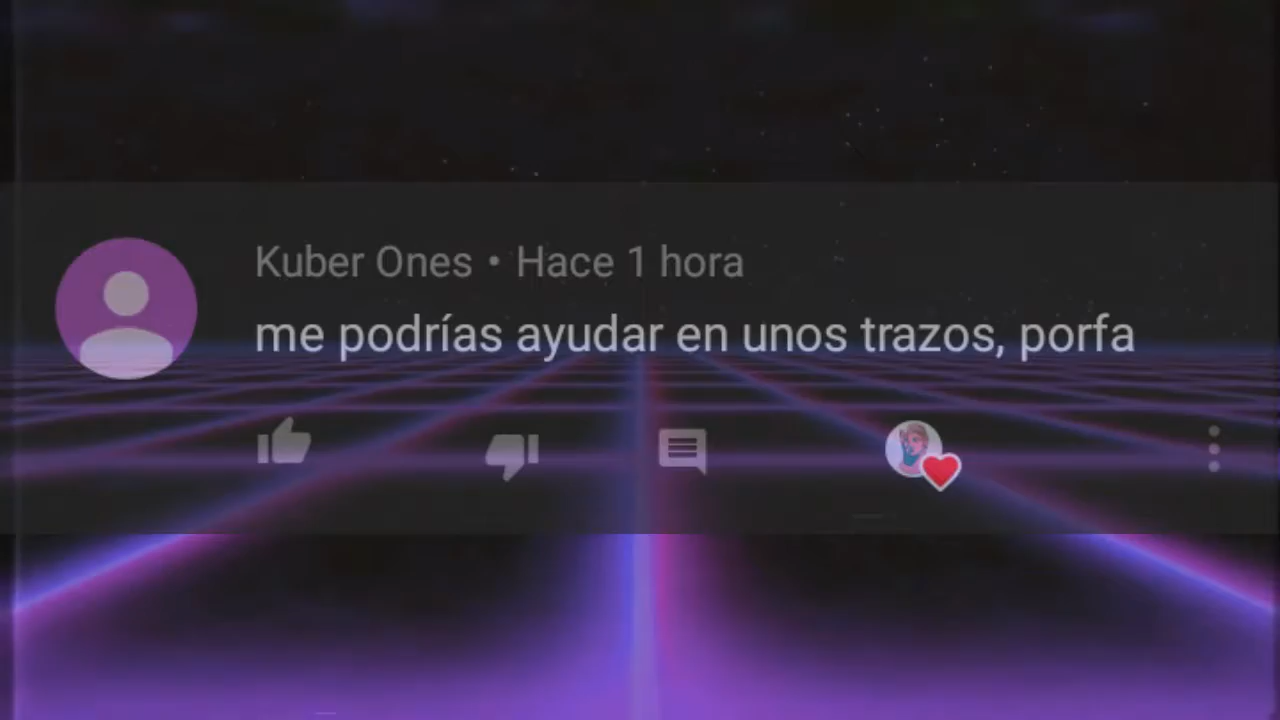 Kuber Ones • Hace 1 hora
me podrías ayudar en unos trazos, porfa